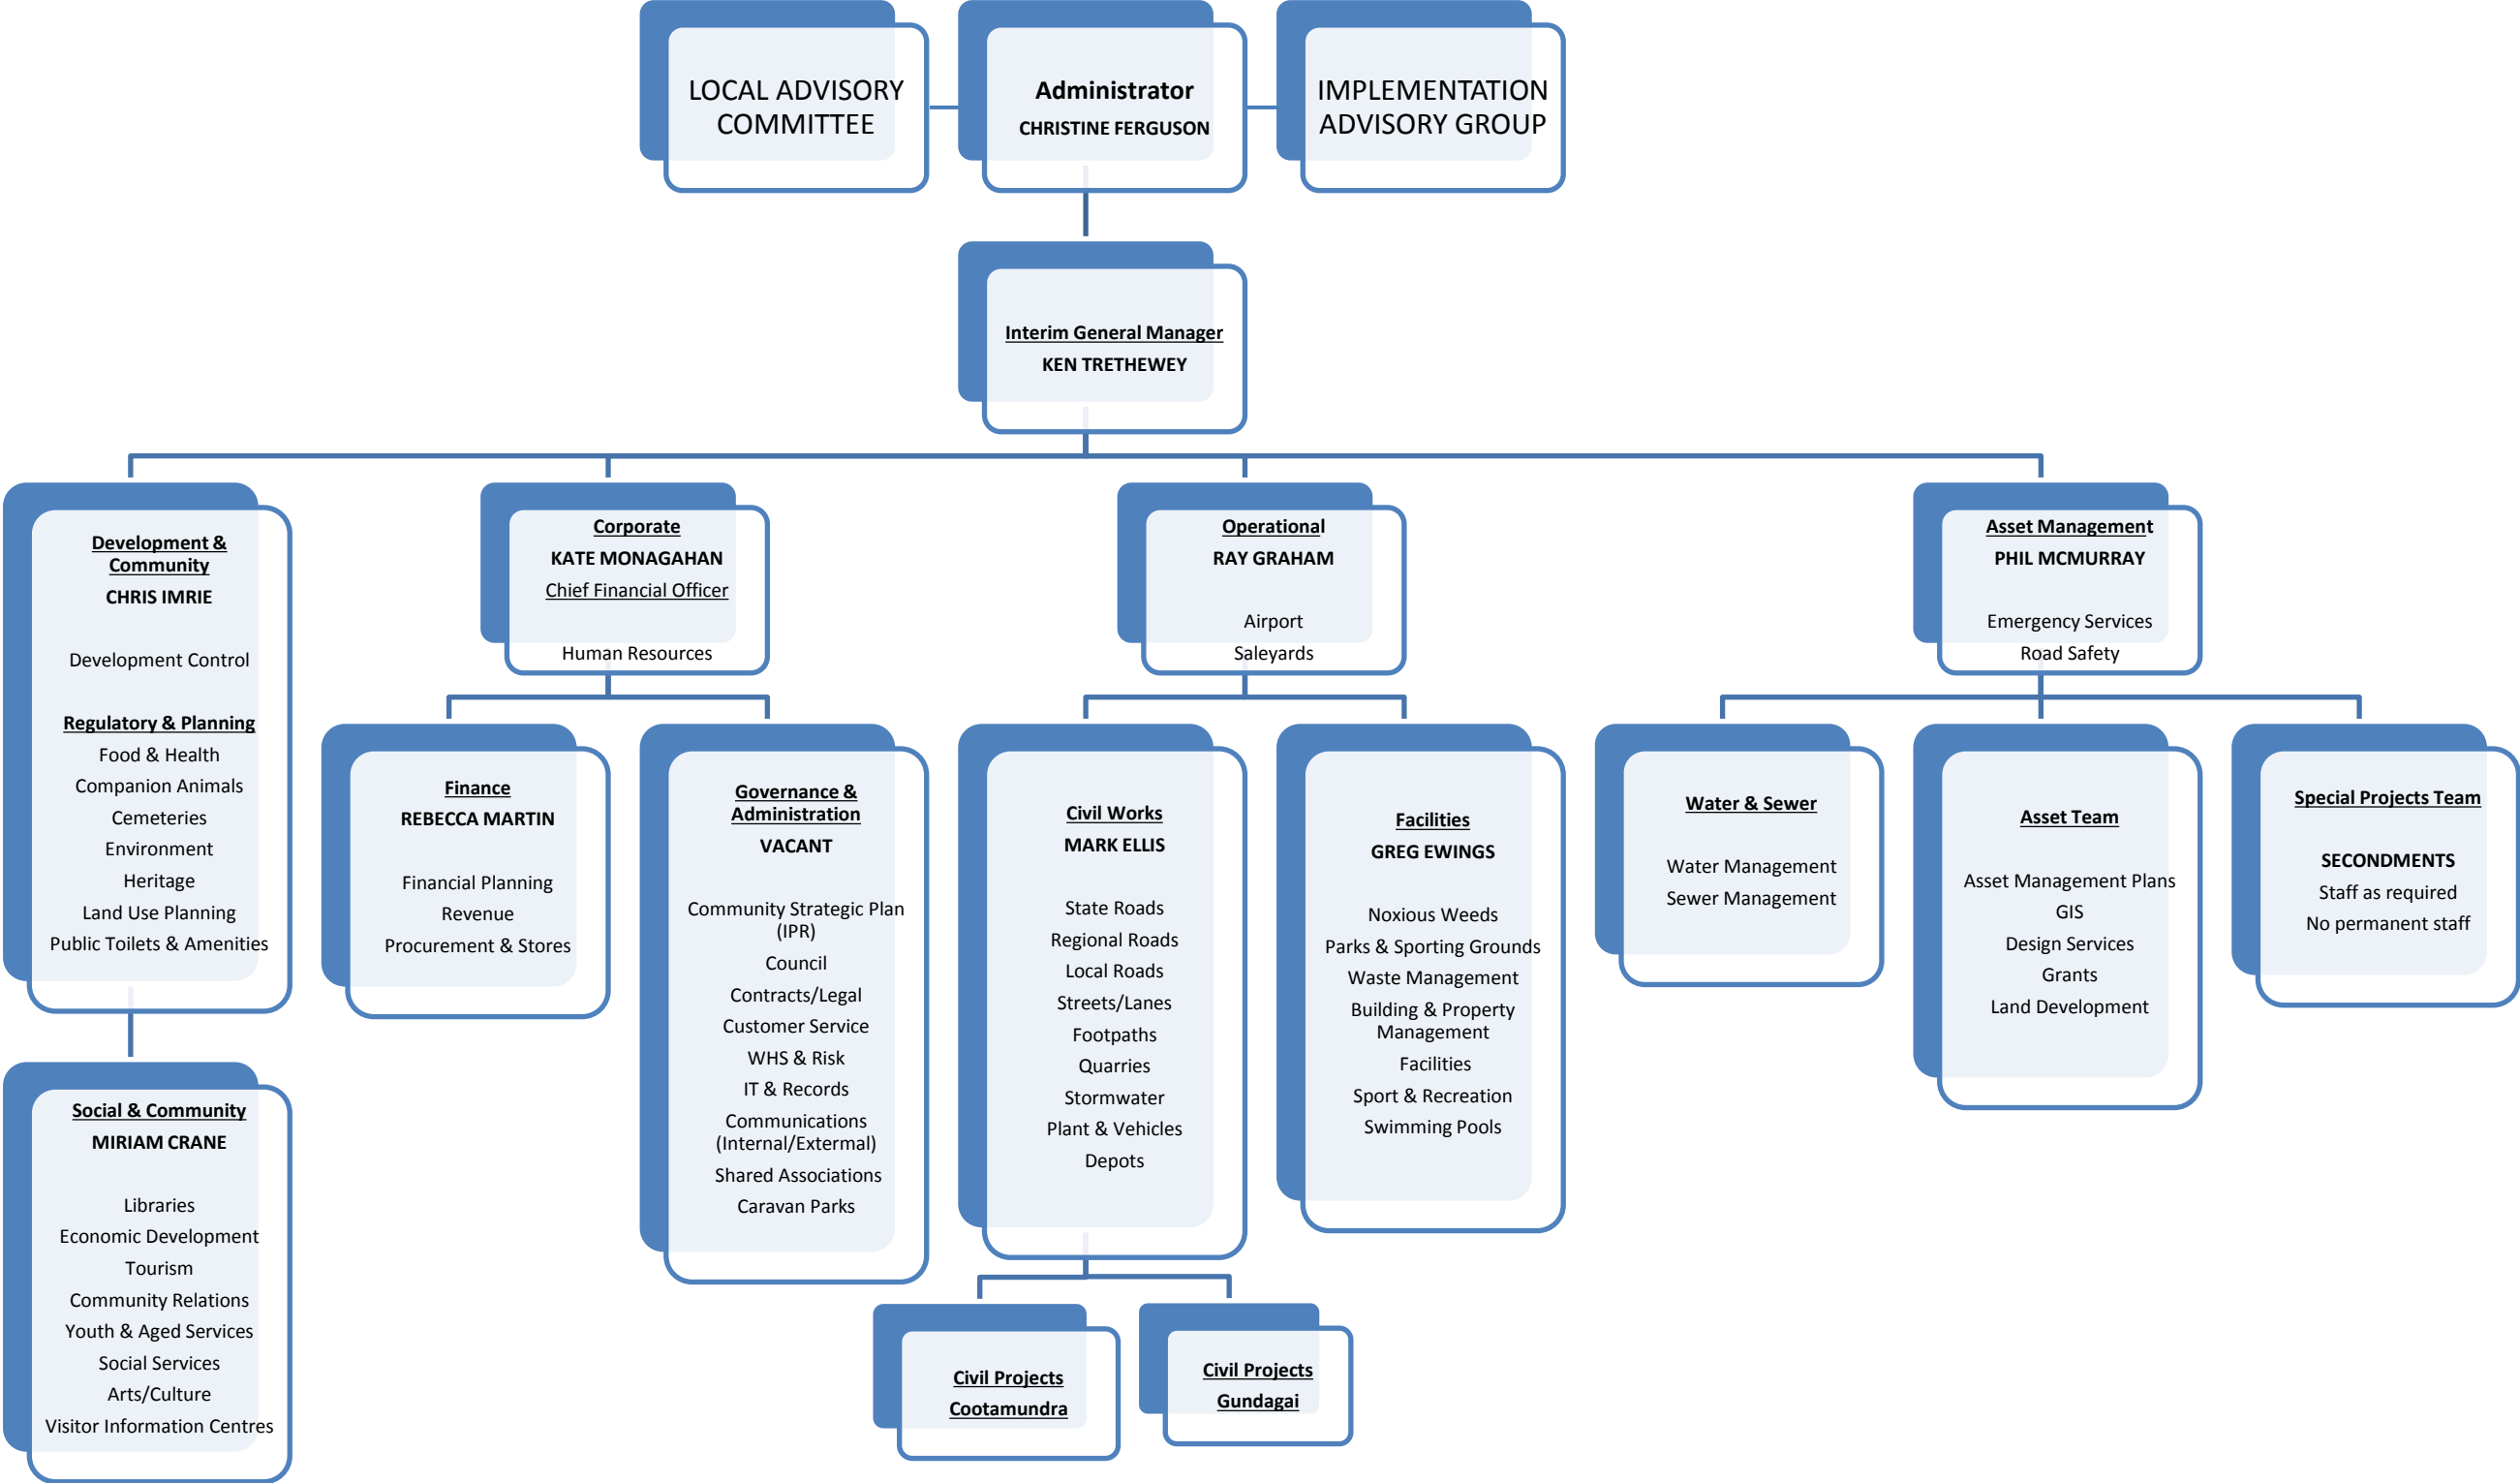 LOCAL ADVISORY
COMMITTEE
Administrator
CHRISTINE FERGUSON
IMPLEMENTATION
ADVISORY GROUP
Interim General Manager
KEN TRETHEWEY
Development &
Community
CHRIS IMRIE
Development Control
Regulatory & Planning
Food & Health
Companion Animals
Cemeteries
Environment
Heritage
Land Use Planning
Public Toilets & Amenities
Social & Community
MIRIAM CRANE
Libraries
Economic Development
Tourism
Community Relations
Youth & Aged Services
Social Services
Arts/Culture
Visitor Information Centres
Corporate
KATE MONAGAHAN
Chief Financial Officer
Human Resources
Finance
REBECCA MARTIN
Financial Planning
Revenue
Procurement & Stores
Governance &
Administration
VACANT
Community Strategic Plan
(IPR)
Council
Contracts/Legal
Customer Service
WHS & Risk
IT & Records
Communications
(Internal/Extermal)
Shared Associations
Caravan Parks
Operational
RAY GRAHAM
Airport
Saleyards
Civil Works
MARK ELLIS
State Roads
Regional Roads
Local Roads
Streets/Lanes
Footpaths
Quarries
Stormwater
Plant & Vehicles
Depots
Civil Projects
Cootamundra
Civil Projects
Gundagai
Facilities
GREG EWINGS
Noxious Weeds
Parks & Sporting Grounds
Waste Management
Building & Property
Management
Facilities
Sport & Recreation
Swimming Pools
Asset Management
PHIL MCMURRAY
Emergency Services
Road Safety
Water & Sewer
Water Management
Sewer Management
Asset Team
Asset Management Plans
GIS
Design Services
Grants
Land Development
Special Projects Team
SECONDMENTS
Staff as required
No permanent staff